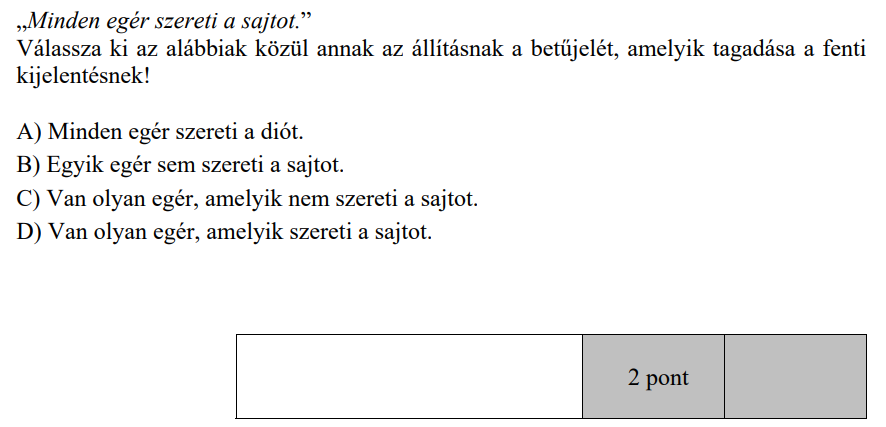 „Minden egér szereti a sajtot.”
Válassza ki az alábbiak közül annak az állításnak a betűjelét, amelyik tagadása a fenti
kijelentésnek!
A) Minden egér szereti a diót.
B) Egyik egér sem szereti a sajtot.
C) Van olyan egér, amelyik nem szereti a sajtot.
D) Van olyan egér, amelyik szereti a sajtot.
2 pont